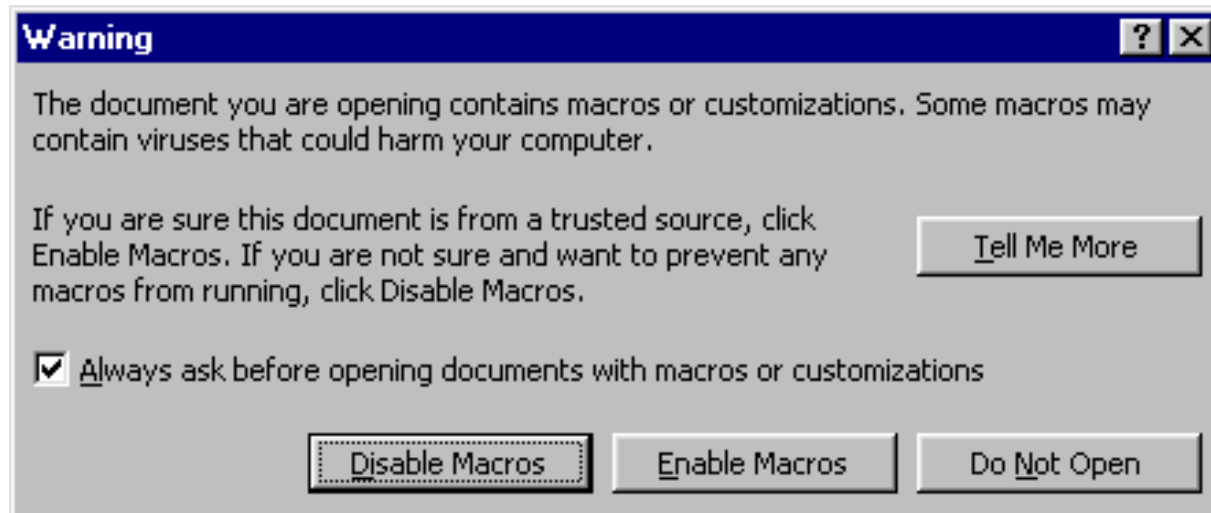 Warning
The document you are opening contains macros or customizations. Some macros may
contain viruses that could harm your computer.
If you are sure this document is from a trusted source, click
Enable Macros. If you are not sure and want to prevent any
macros from running, click Disable Macros.
Tell Me More
Always ask before opening documents with macros or customizations
Disable Macros
Enable Macros
Do Not Open